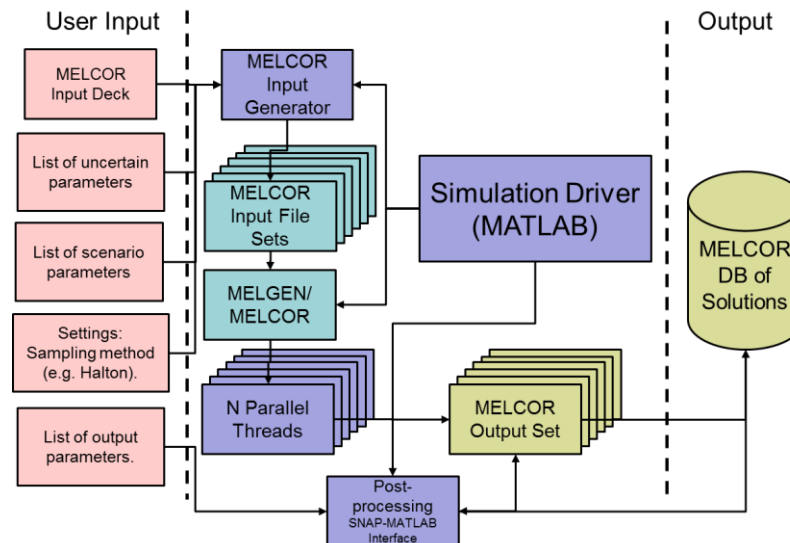 User Input
Output
MELCOR
Input Deck
List of uncertain
parameters
List of scenario
parameters
Settings:
Sampling method
(e.g. Halton).
List of output
parameters.
MELCOR
Input
Generator
MELCOR
Input File
Sets
MELGEN/
MELCOR
N Parallel
Threads
Simulation Driver
(MATLAB)
MELCOR
Output Set
Post-
processing
SNAP-MATLAB
Interface
MELCOR
DB of
Solutions